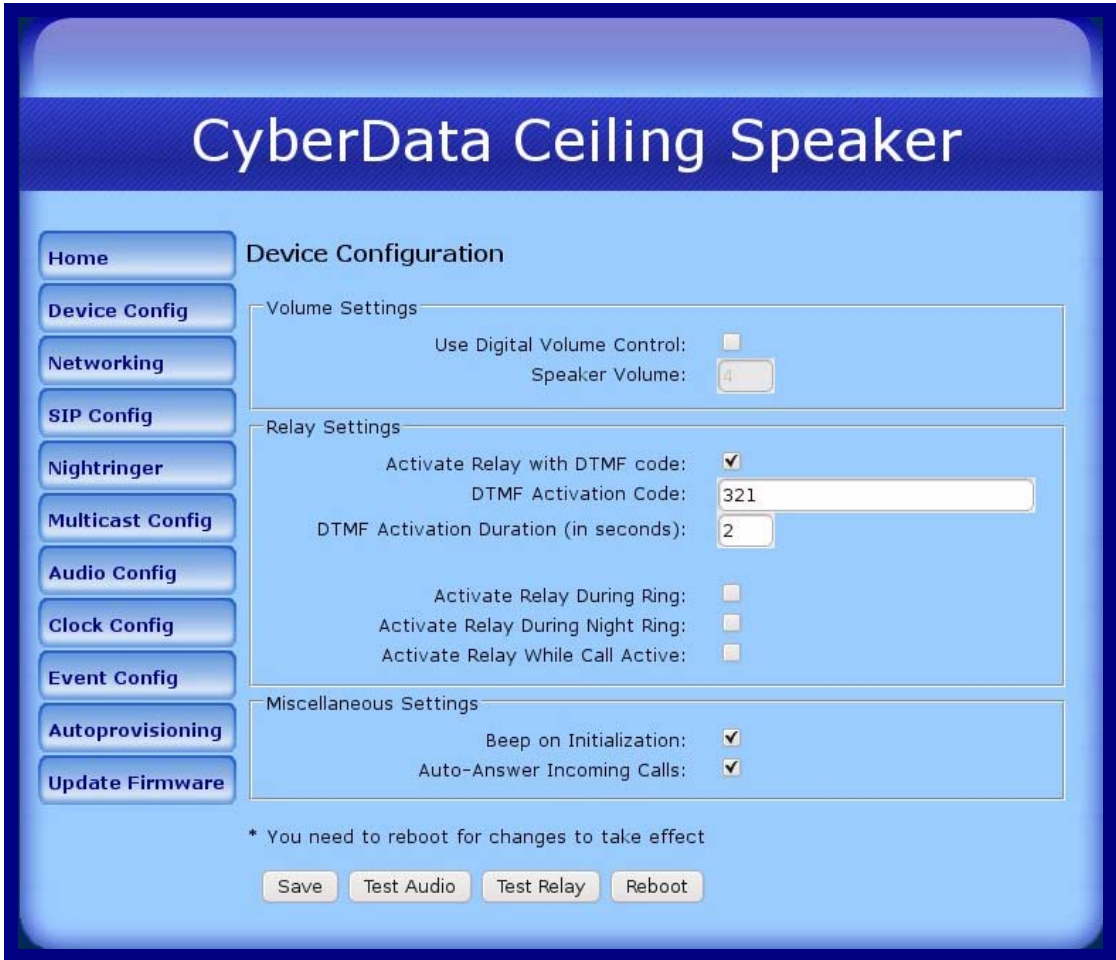 CyberData Ceiling Speaker
Home
Device Config
Networking
SIP Config
Nightringer
Multicast Config
Audio Config
Clock Config
Event Config
Autoprovisioning
Update Firmware
Device Configuration
Volume Settings
Use Digital Volume Control:
Speaker Volume: 4
Relay Settings
Activate Relay with DTMF code:
DTMF Activation Code: 321
DTMF Activation Duration (in seconds): 2
Activate Relay During Ring:
Activate Relay During Night Ring:
Activate Relay While Call Active:
Miscellaneous Settings
Beep on Initialization:
Auto-Answer Incoming Calls:
* You need to reboot for changes to take effect
Save Test Audio Test Relay Reboot